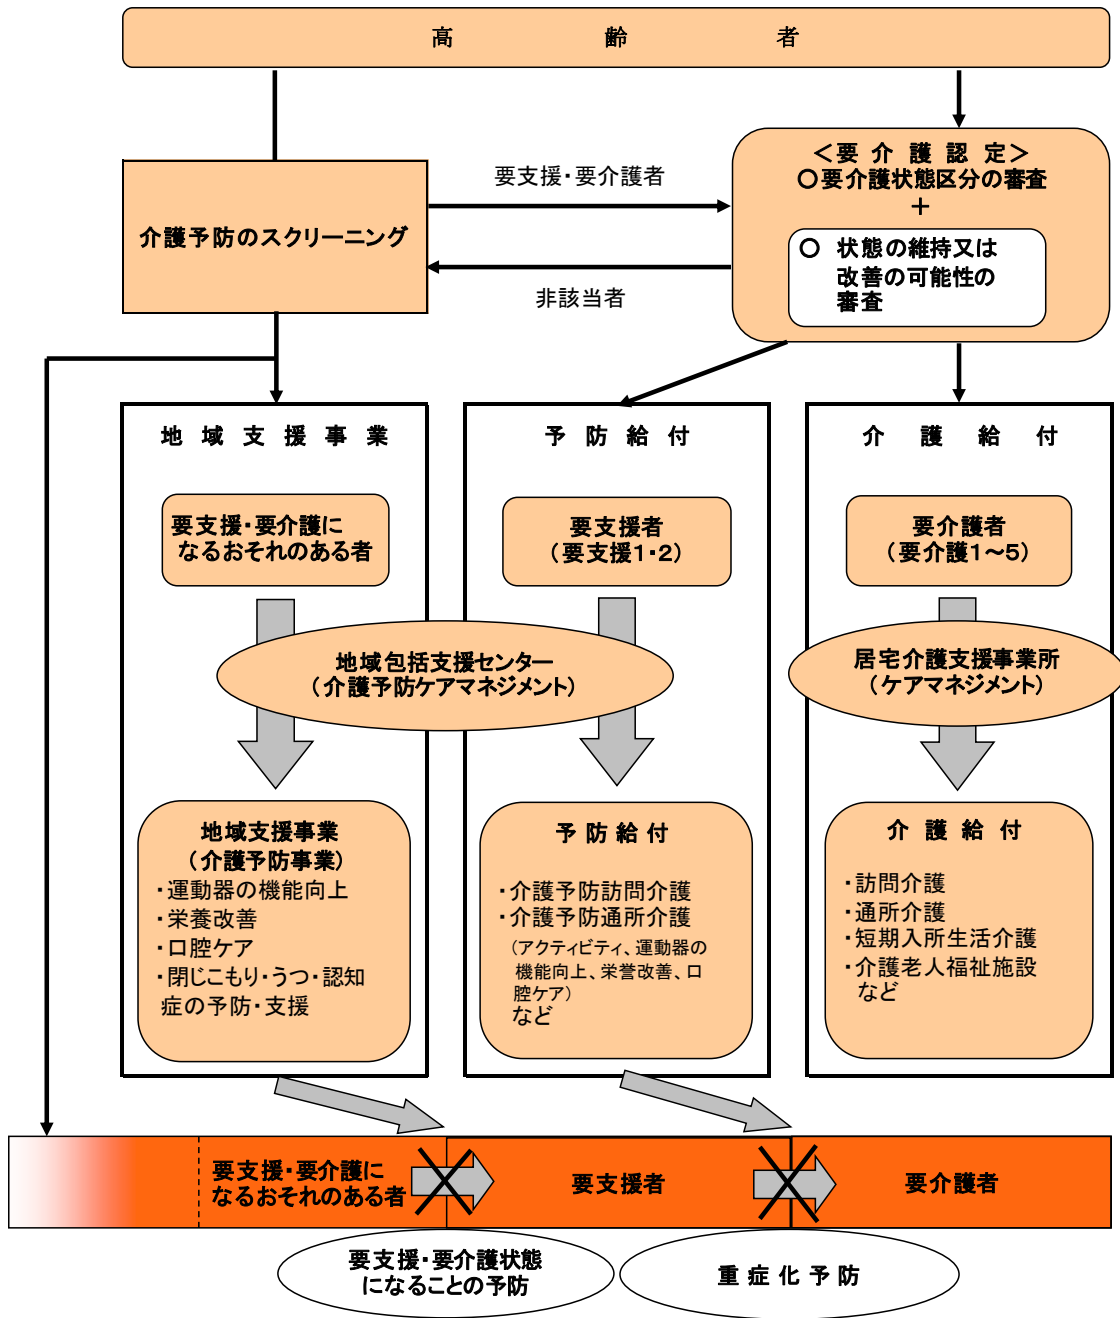 高齢者
＜要介護認定＞
〇要介護状態区分の審査
＋
〇 状態の維持又は
改善の可能性の
審査
要支援・要介護者
介護予防のスクリーニング
非該当者
地域支援事業
予防給付
介護給付
要支援・要介護に
なるおそれのある者
要支援者
（要支援１・２）
要介護者
（要介護１～５）
地域包括支援センター
（介護予防ケアマネジメント）
居宅介護支援事業所
（ケアマネジメント）
地域支援事業
（介護予防事業）
・運動器の機能向上
・栄養改善
・口腔ケア
・閉じこもり・うつ・認知
症の予防・支援
予防給付
・介護予防訪問介護
・介護予防通所介護
（アクティビティ、運動器の
機能向上、栄誉改善、口
腔ケア）
など
介護給付
・訪問介護
・通所介護
・短期入所生活介護
・介護老人福祉施設
など
要支援・要介護に
なるおそれのある者
要支援者
要介護者
要支援・要介護状態
になることの予防
重症化予防